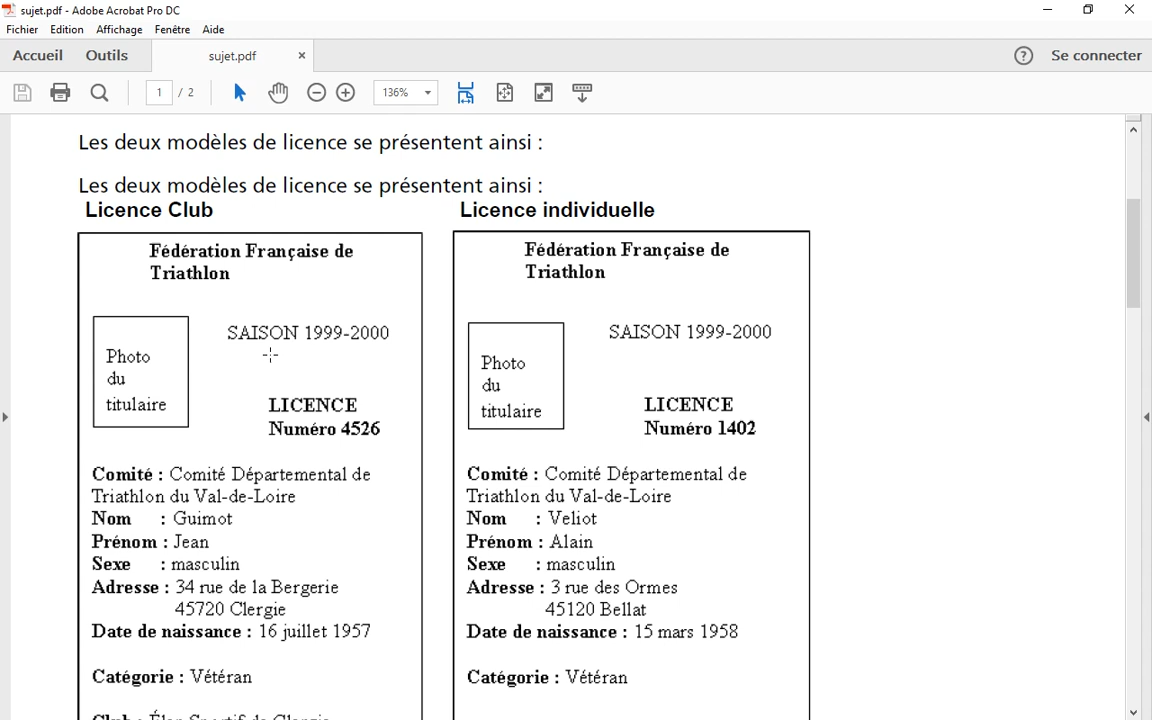 sujet.pdf - Adobe Acrobat Pro DC
Fichier Edition Affichage Fenêtre Aide
Accueil Outils sujet.pdf × ? Se connecter
1 / 2 136%
Les deux modèles de licence se présentent ainsi :
Les deux modèles de licence se présentent ainsi :
Licence Club
Fédération Française de
Triathlon
SAISON 1999-2000
Photo
du
titulaire
LICENCE
Numéro 4526
Comité : Comité Départemental de
Triathlon du Val-de-Loire
Nom : Guimot
Prénom : Jean
Sexe : masculin
Adresse : 34 rue de la Bergerie
45720 Clergie
Date de naissance : 16 juillet 1957
Catégorie : Vétéran
Club : Élan Sportif de Clergie
Licence individuelle
Fédération Française de
Triathlon
SAISON 1999-2000
Photo
du
titulaire
LICENCE
Numéro 1402
Comité : Comité Départemental de
Triathlon du Val-de-Loire
Nom : Veliot
Prénom : Alain
Sexe : masculin
Adresse : 3 rue des Ormes
45120 Bellat
Date de naissance : 15 mars 1958
Catégorie : Vétéran